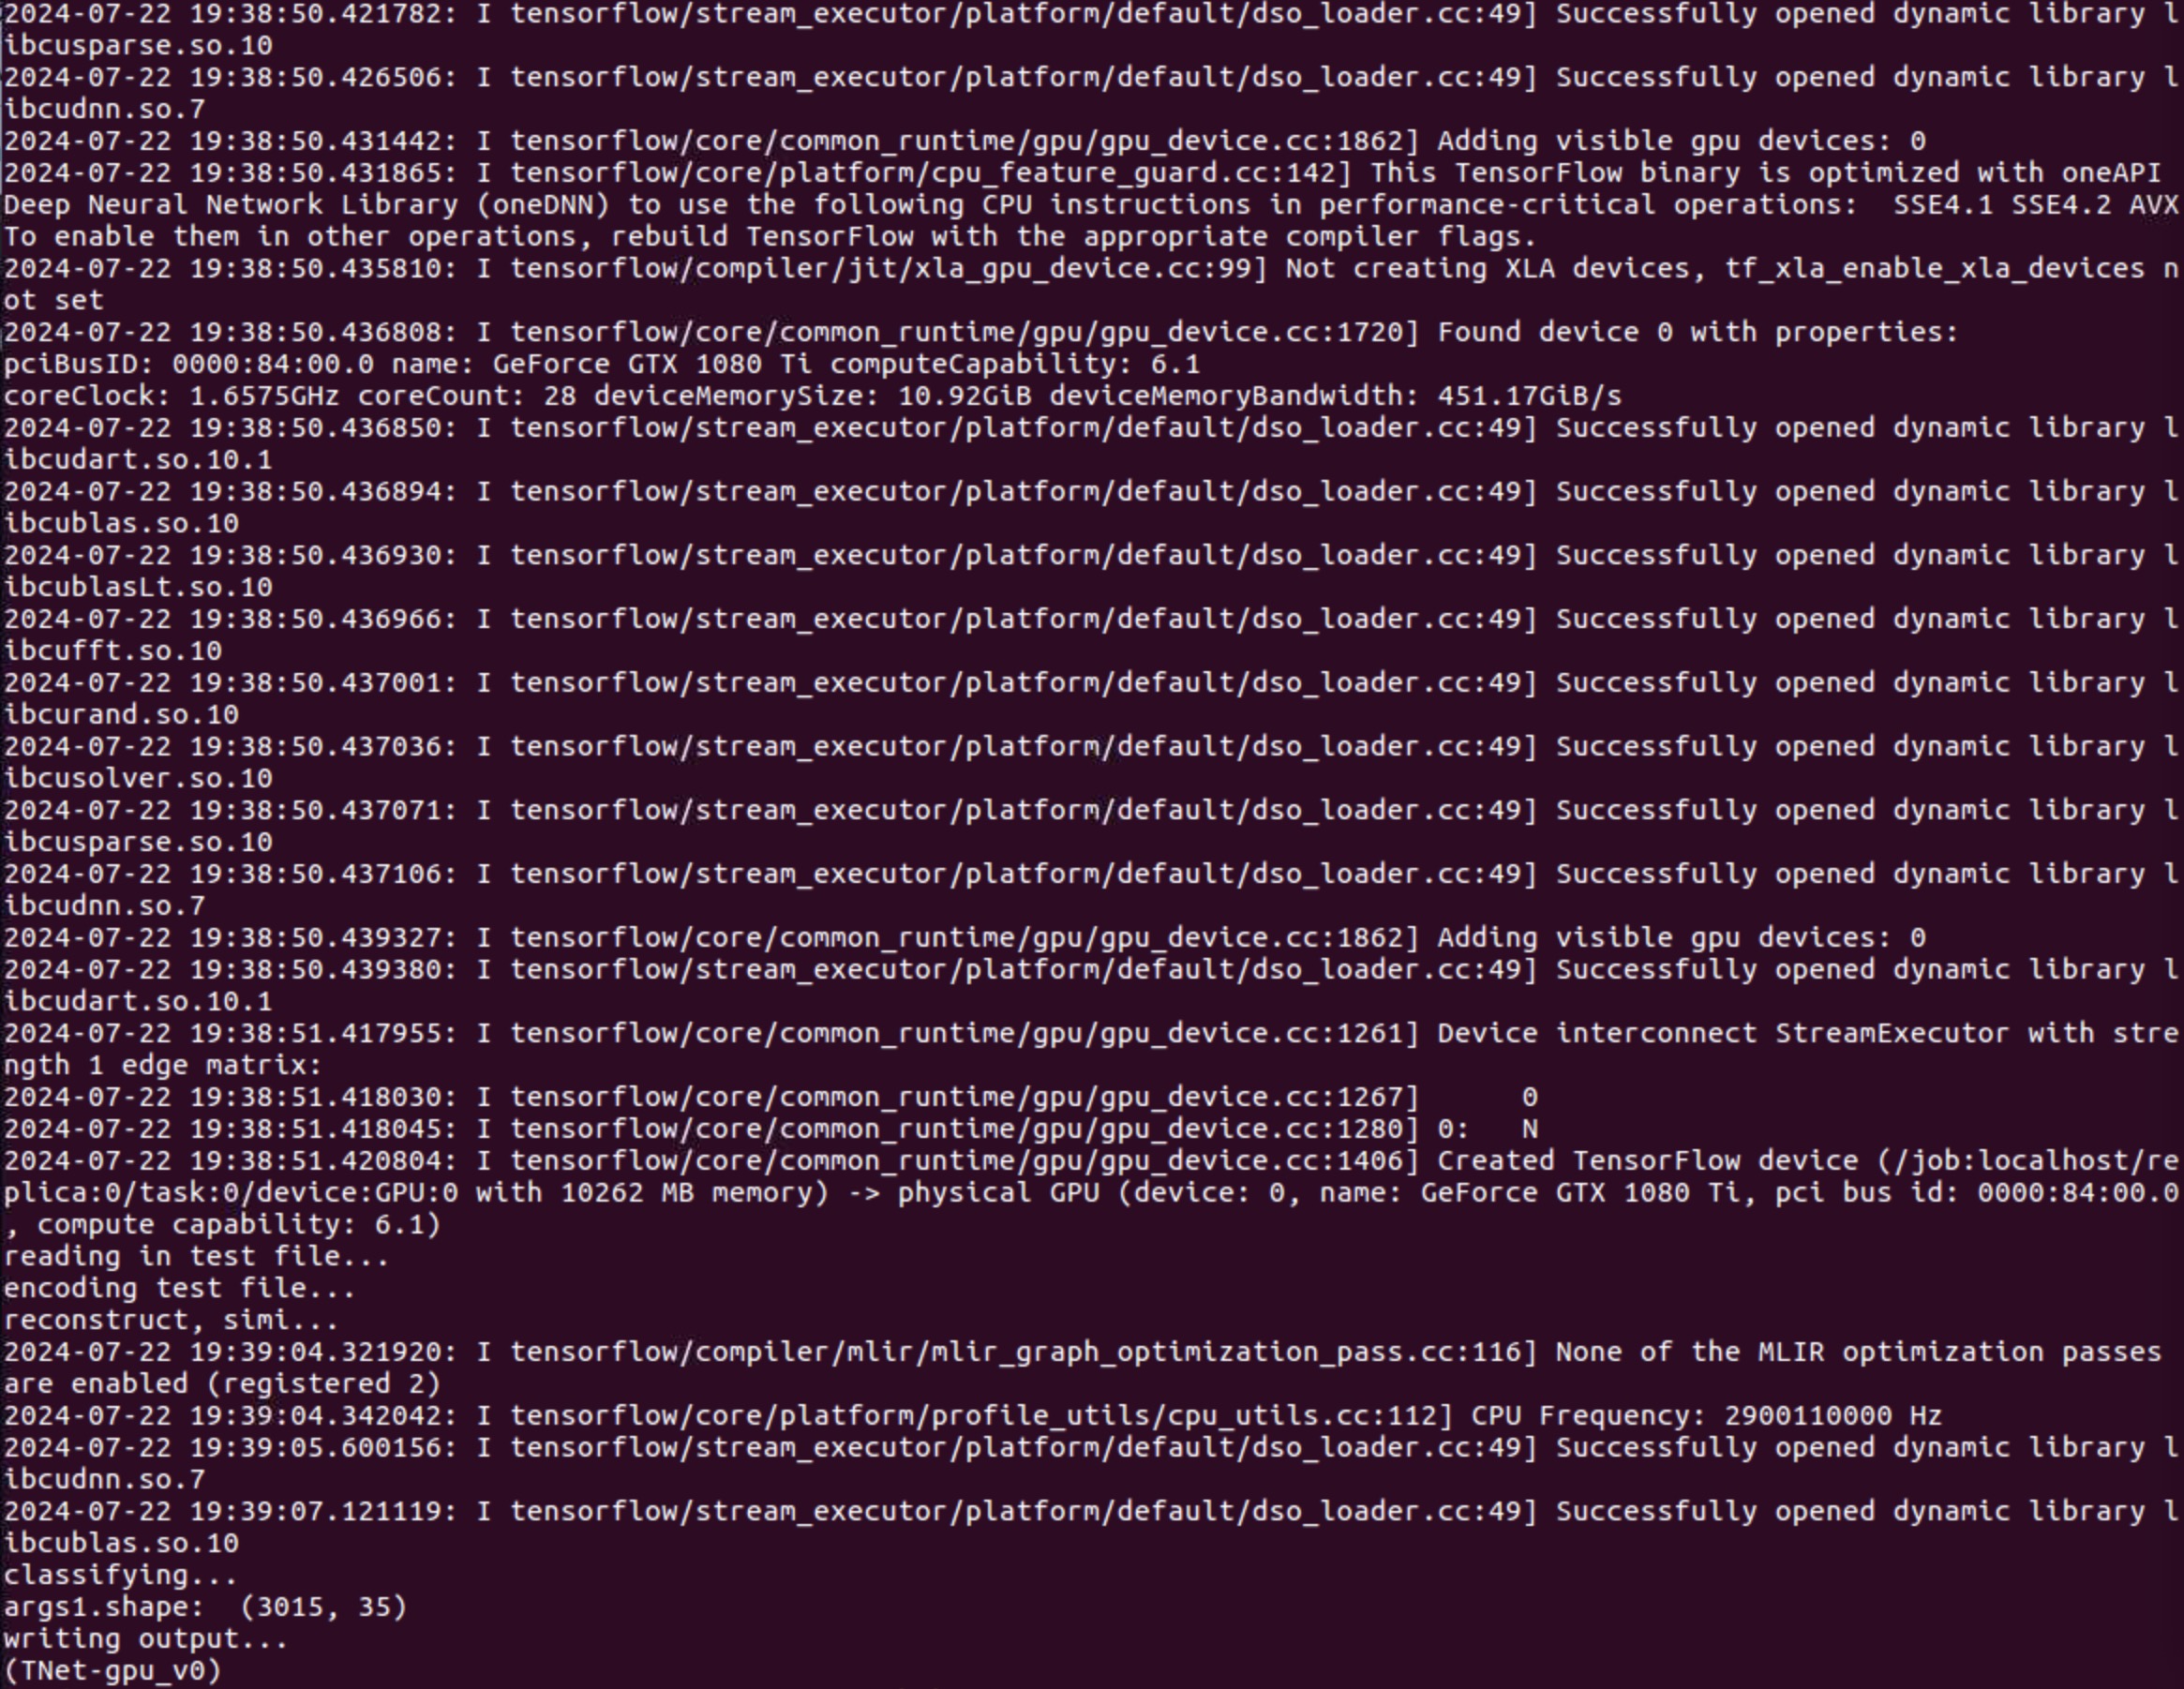 2024-07-22 19:38:50.421782: I tensorflow/stream_executor/platform/default/dso_loader.cc:49] Successfully opened dynamic library l
ibcusparse.so.10
2024-07-22 19:38:50.426506: I tensorflow/stream_executor/platform/default/dso_loader.cc:49] Successfully opened dynamic library l
ibcudnn.so.7
2024-07-22 19:38:50.431442: I tensorflow/core/common_runtime/gpu/gpu_device.cc:1862] Adding visible gpu devices: 0
2024-07-22 19:38:50.431865: I tensorflow/core/platform/cpu_feature_guard.cc:142] This TensorFlow binary is optimized with oneAPI
Deep Neural Network Library (oneDNN) to use the following CPU instructions in performance-critical operations:  SSE4.1 SSE4.2 AVX
To enable them in other operations, rebuild TensorFlow with the appropriate compiler flags.
2024-07-22 19:38:50.435810: I tensorflow/compiler/jit/xla_gpu_device.cc:99] Not creating XLA devices, tf_xla_enable_xla_devices n
ot set
2024-07-22 19:38:50.436808: I tensorflow/core/common_runtime/gpu/gpu_device.cc:1720] Found device 0 with properties:
pciBusID: 0000:84:00.0 name: GeForce GTX 1080 Ti computeCapability: 6.1
coreClock: 1.6575GHz coreCount: 28 deviceMemorySize: 10.92GiB deviceMemoryBandwidth: 451.17GiB/s
2024-07-22 19:38:50.436850: I tensorflow/stream_executor/platform/default/dso_loader.cc:49] Successfully opened dynamic library l
ibcudart.so.10.1
2024-07-22 19:38:50.436894: I tensorflow/stream_executor/platform/default/dso_loader.cc:49] Successfully opened dynamic library l
ibcublas.so.10
2024-07-22 19:38:50.436930: I tensorflow/stream_executor/platform/default/dso_loader.cc:49] Successfully opened dynamic library l
ibcublasLt.so.10
2024-07-22 19:38:50.436966: I tensorflow/stream_executor/platform/default/dso_loader.cc:49] Successfully opened dynamic library l
ibcufft.so.10
2024-07-22 19:38:50.437001: I tensorflow/stream_executor/platform/default/dso_loader.cc:49] Successfully opened dynamic library l
ibcurand.so.10
2024-07-22 19:38:50.437036: I tensorflow/stream_executor/platform/default/dso_loader.cc:49] Successfully opened dynamic library l
ibcusolver.so.10
2024-07-22 19:38:50.437071: I tensorflow/stream_executor/platform/default/dso_loader.cc:49] Successfully opened dynamic library l
ibcusparse.so.10
2024-07-22 19:38:50.437106: I tensorflow/stream_executor/platform/default/dso_loader.cc:49] Successfully opened dynamic library l
ibcudnn.so.7
2024-07-22 19:38:50.439327: I tensorflow/core/common_runtime/gpu/gpu_device.cc:1862] Adding visible gpu devices: 0
2024-07-22 19:38:50.439380: I tensorflow/stream_executor/platform/default/dso_loader.cc:49] Successfully opened dynamic library l
ibcudart.so.10.1
2024-07-22 19:38:51.417955: I tensorflow/core/common_runtime/gpu/gpu_device.cc:1261] Device interconnect StreamExecutor with stre
ngth 1 edge matrix:
2024-07-22 19:38:51.418030: I tensorflow/core/common_runtime/gpu/gpu_device.cc:1267]      0
2024-07-22 19:38:51.418045: I tensorflow/core/common_runtime/gpu/gpu_device.cc:1280] 0:   N
2024-07-22 19:38:51.420804: I tensorflow/core/common_runtime/gpu/gpu_device.cc:1406] Created TensorFlow device (/job:localhost/re
plica:0/task:0/device:GPU:0 with 10262 MB memory) -> physical GPU (device: 0, name: GeForce GTX 1080 Ti, pci bus id: 0000:84:00.0
, compute capability: 6.1)
reading in test file...
encoding test file...
reconstruct, simi...
2024-07-22 19:39:04.321920: I tensorflow/compiler/mlir/mlir_graph_optimization_pass.cc:116] None of the MLIR optimization passes
are enabled (registered 2)
2024-07-22 19:39:04.342042: I tensorflow/core/platform/profile_utils/cpu_utils.cc:112] CPU Frequency: 2900110000 Hz
2024-07-22 19:39:05.600156: I tensorflow/stream_executor/platform/default/dso_loader.cc:49] Successfully opened dynamic library l
ibcudnn.so.7
2024-07-22 19:39:07.121119: I tensorflow/stream_executor/platform/default/dso_loader.cc:49] Successfully opened dynamic library l
ibcublas.so.10
classifying...
args1.shape:  (3015, 35)
writing output...
(TNet-gpu_v0)